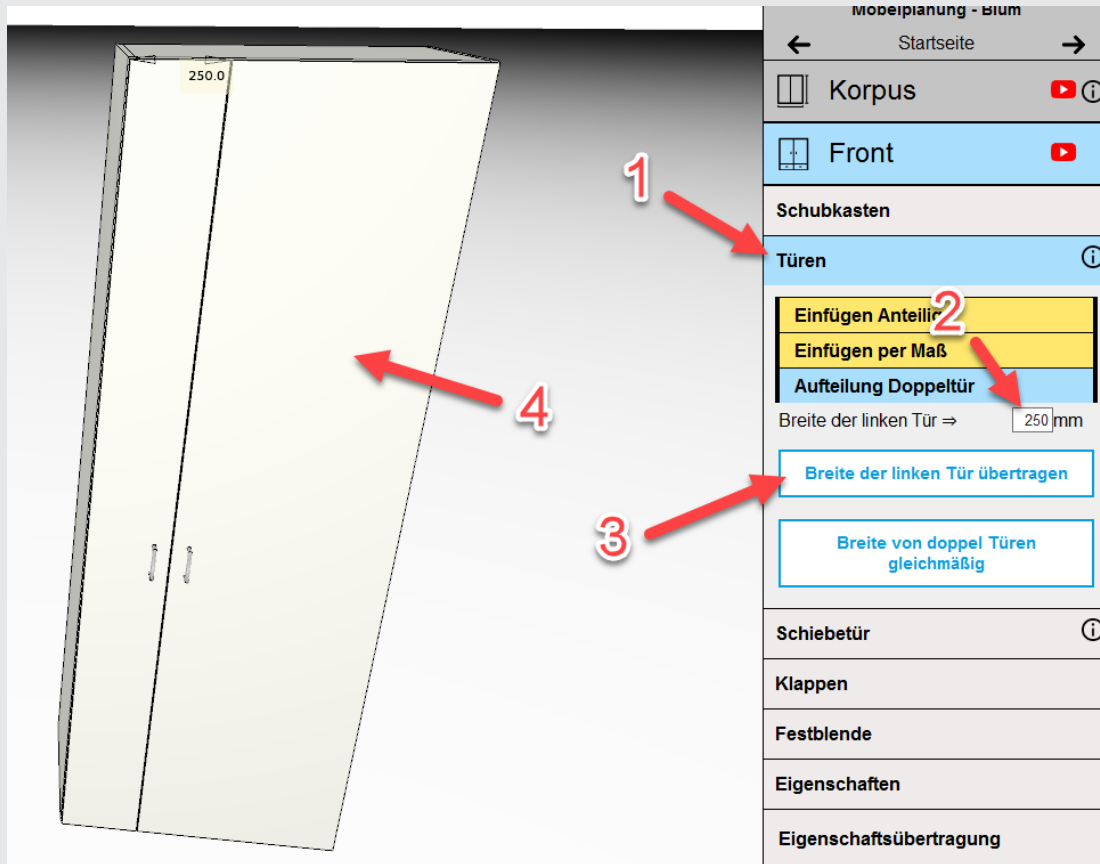 Möbelplanung - Blum
Startseite
250.0
Korpus
Front
1
Schubkasten
Türen
Einfügen Anteilig
2
Einfügen per Maß
Aufteilung Doppeltür
4
Breite der linken Tür ⇒ 250 mm
Breite der linken Tür übertragen
3
Breite von doppel Türen
gleichmäßig
Schiebetür
Klappen
Festblende
Eigenschaften
Eigenschaftsübertragung